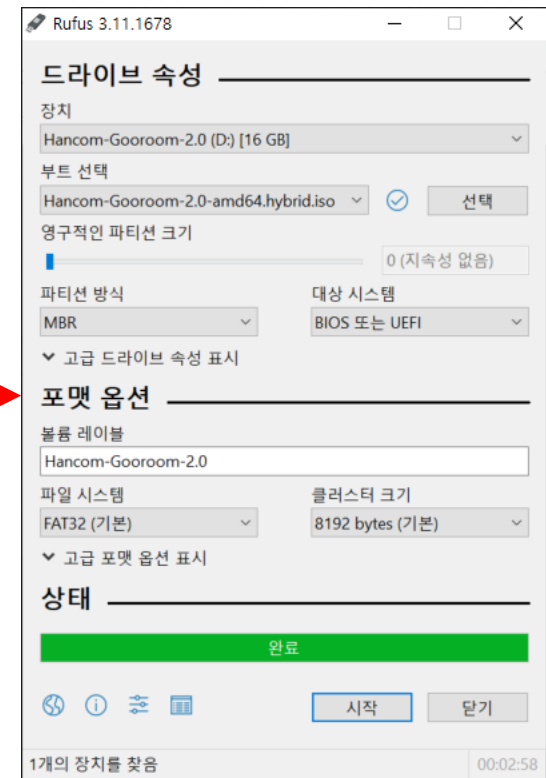 Rufus 3.11.1678
드라이브 속성
장치
Hancom-Gooroom-2.0 (D:) [16 GB]
부트 선택
Hancom-Gooroom-2.0-amd64.hybrid.iso 선택
영구적인 파티션 크기
0 (지속성 없음)
파티션 방식 대상 시스템
MBR BIOS 또는 UEFI
고급 드라이브 속성 표시
포맷 옵션
볼륨 레이블
Hancom-Gooroom-2.0
파일 시스템 클러스터 크기
FAT32 (기본) 8192 bytes (기본)
고급 포맷 옵션 표시
상태
완료
시작 닫기
1개의 장치를 찾음 00:02:58